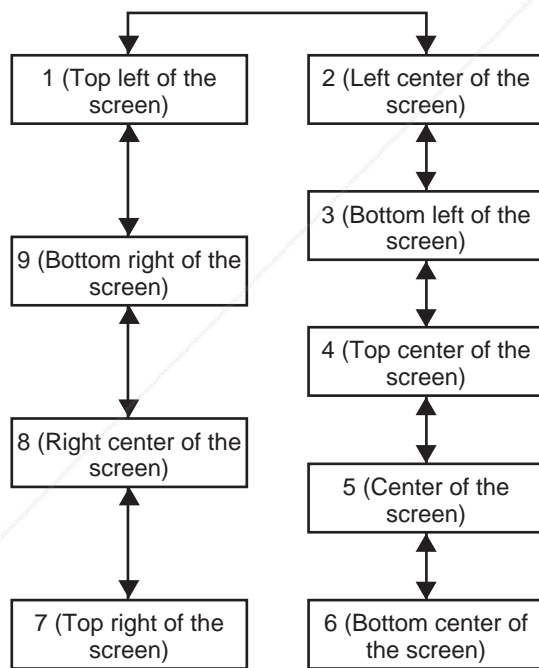 1 (Top left of the
screen)
2 (Left center of the
screen)
3 (Bottom left of the
screen)
9 (Bottom right of the
screen)
4 (Top center of the
screen)
8 (Right center of the
screen)
5 (Center of the
screen)
7 (Top right of the
screen)
6 (Bottom center of
the screen)